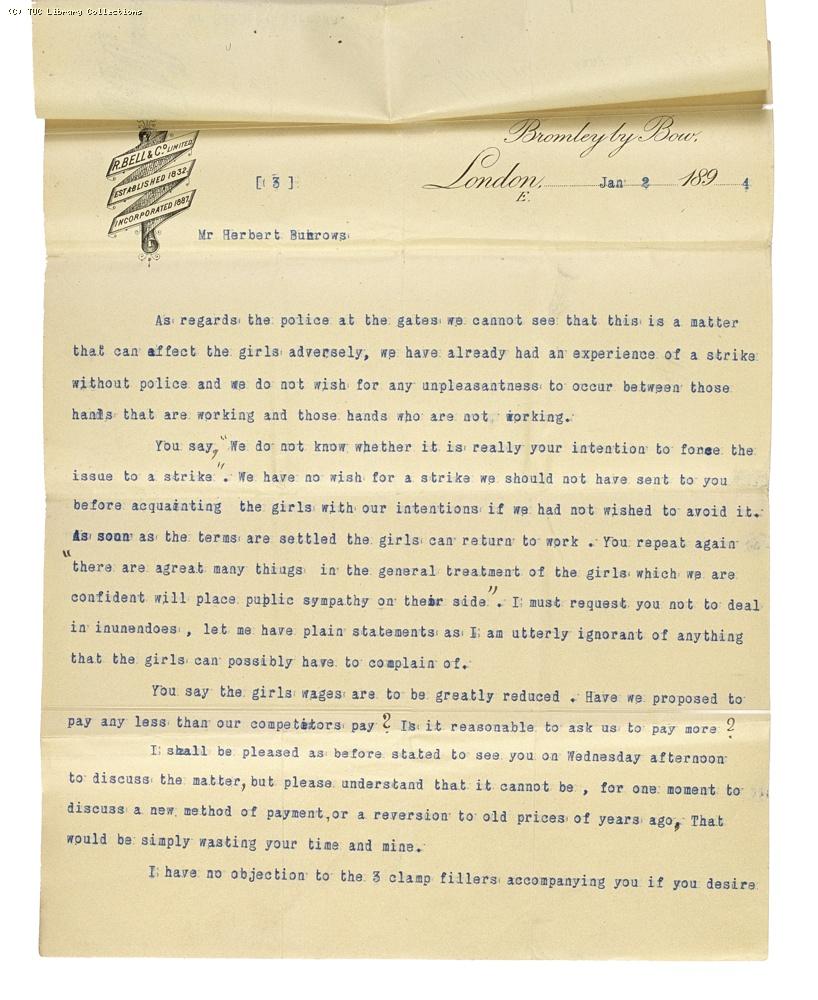 (C) TUC Library Collections
R. BELL & Co LIMITED
ESTABLISHED 1832.
INCORPORATED 1887.
Bromley by Bow.
[ 3 ]
London, Jan 2 1894
E.
Mr Herbert Burrows
As regards the police at the gates we cannot see that this is a matter
that can affect the girls adversely, we have already had an experience of a strike
without police and we do not wish for any unpleasantness to occur between those
hands that are working and those hands who are not working.
You say, "We do not know whether it is really your intention to force the
issue to a strike". We have no wish for a strike we should not have sent to you
before acquainting the girls with our intentions if we had not wished to avoid it.
As soon as the terms are settled the girls can return to work . You repeat again
"there are agreat many thiugs in the general treatment of the girls which we are
confident will place public sympathy on their side". I must request you not to deal
in inunendoes , let me have plain statements as I am utterly ignorant of anything
that the girls can possibly have to complain of.
You say the girls wages are to be greatly reduced . Have we proposed to
pay any less than our competitors pay ? Is it reasonable to ask us to pay more ?
I shall be pleased as before stated to see you on Wednesday afternoon
to discuss the matter, but please understand that it cannot be , for one moment to
discuss a new method of payment, or a reversion to old prices of years ago, That
would be simply wasting your time and mine.
I have no objection to the 3 clamp fillers accompanying you if you desire